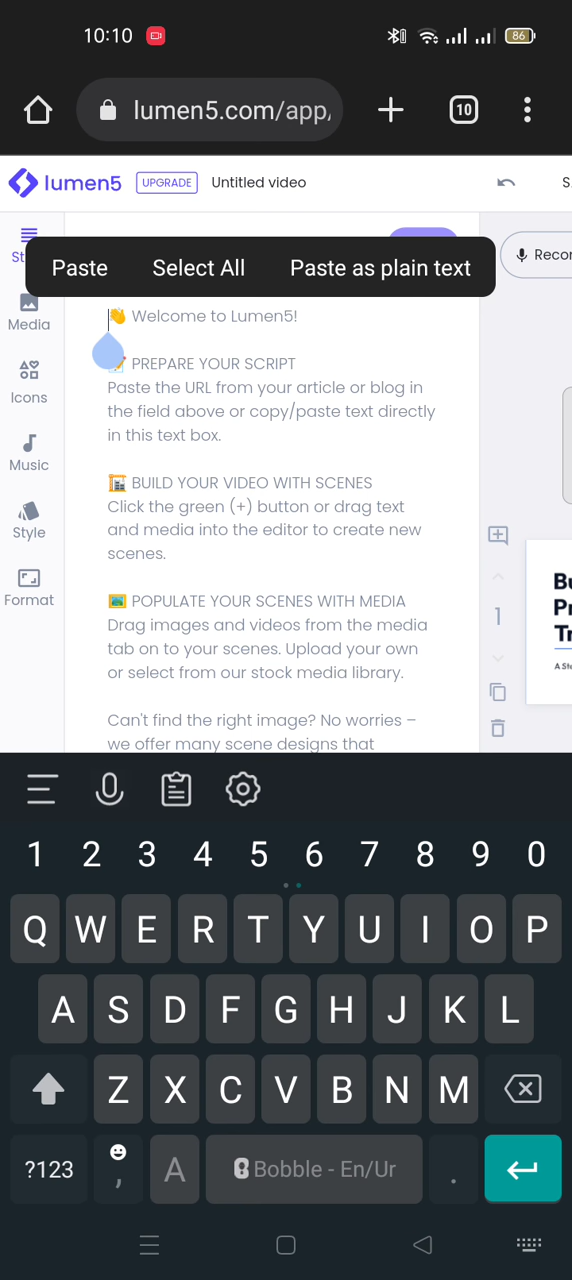 10:10
86
lumen5.com/app/
10
lumen5
UPGRADE
Untitled video
Paste
Select All
Paste as plain text
Recor
👋 Welcome to Lumen5!
PREPARE YOUR SCRIPT
Paste the URL from your article or blog in
the field above or copy/paste text directly
in this text box.
🏗️ BUILD YOUR VIDEO WITH SCENES
Click the green (+) button or drag text
and media into the editor to create new
scenes.
🖼️ POPULATE YOUR SCENES WITH MEDIA
Drag images and videos from the media
tab on to your scenes. Upload your own
or select from our stock media library.
Can't find the right image? No worries –
we offer many scene designs that
St
Media
Icons
Music
Style
Format
1
Bu
Pr
Tr
A Sto
1 2 3 4 5 6 7 8 9 0
Q W E R T Y U I O P
A S D F G H J K L
Z X C V B N M
?123 , A Bobble - En/Ur .